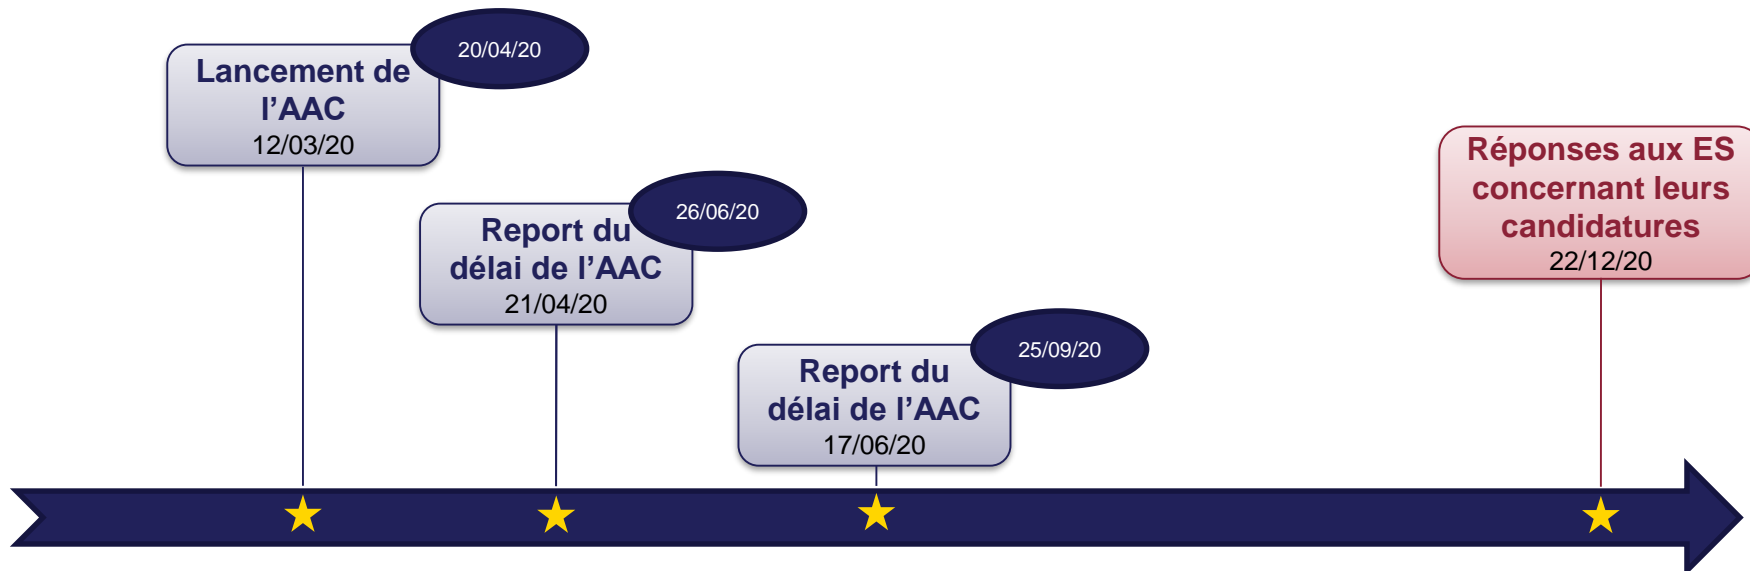 Lancement de
l’AAC
12/03/20
20/04/20
Report du
délai de l’AAC
21/04/20
26/06/20
Report du
délai de l’AAC
17/06/20
25/09/20
Réponses aux ES
concernant leurs
candidatures
22/12/20